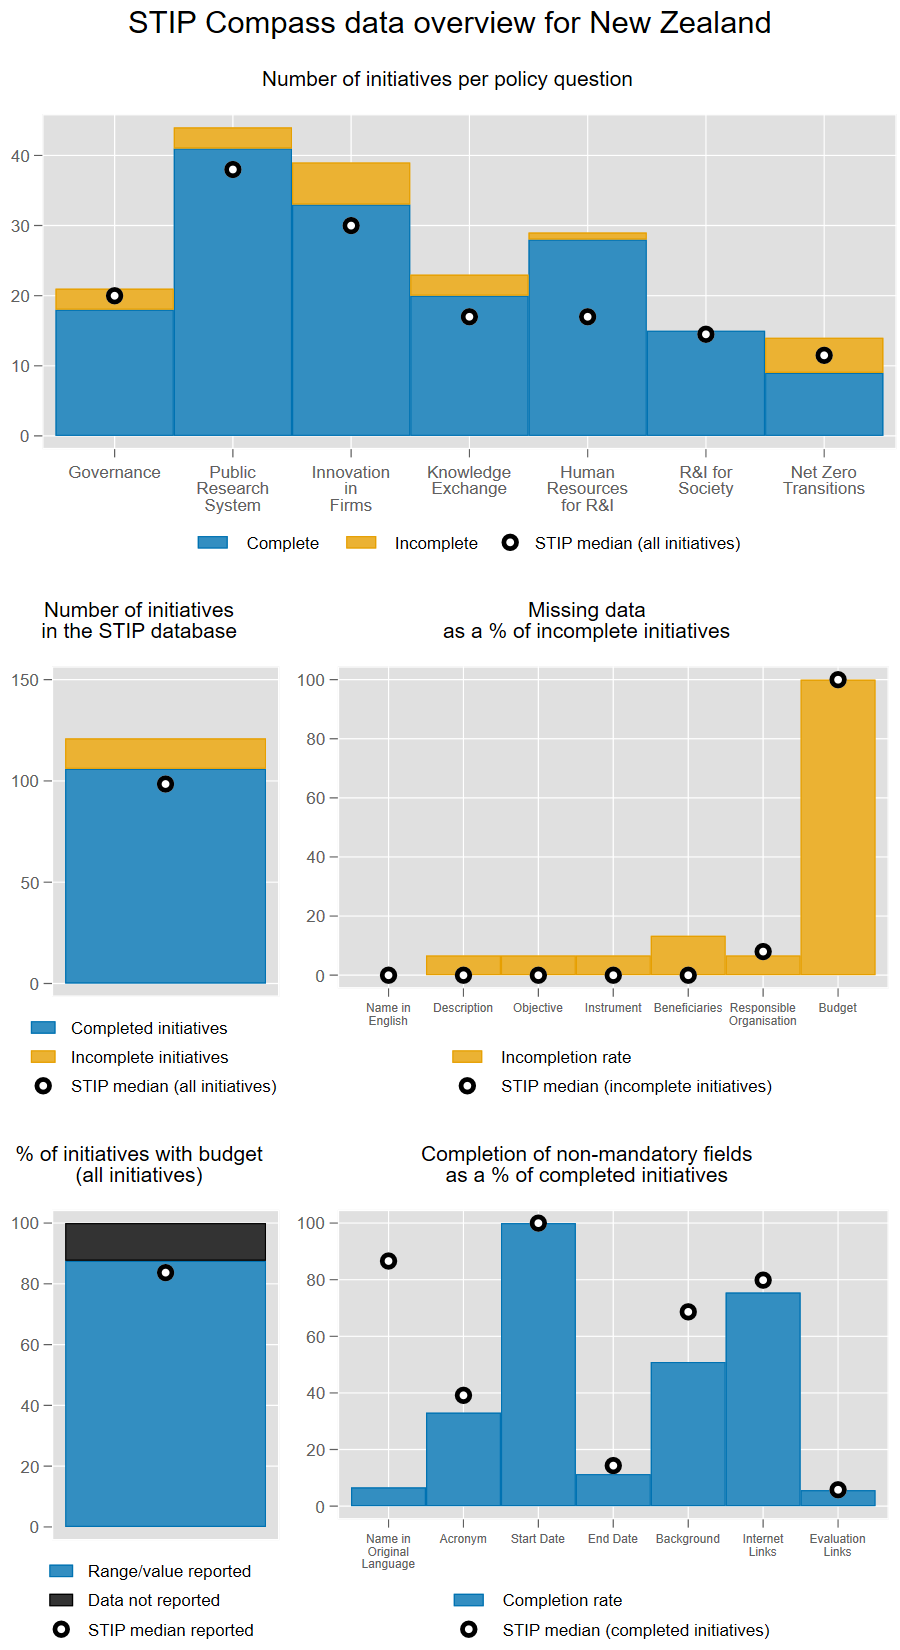 STIP Compass data overview for New Zealand
Number of initiatives per policy question
40
30
20
10
0
Governance
Public
Research
System
Innovation
in
Firms
Knowledge
Exchange
Human
Resources
for R&I
R&I for
Society
Net Zero
Transitions
Complete
Incomplete
STIP median (all initiatives)
Number of initiatives
in the STIP database
150
100
50
0
Completed initiatives
Incomplete initiatives
STIP median (all initiatives)
Missing data
as a % of incomplete initiatives
100
80
60
40
20
0
Name in
English
Description
Objective
Instrument
Beneficiaries
Responsible
Organisation
Budget
Incompletion rate
STIP median (incomplete initiatives)
% of initiatives with budget
(all initiatives)
100
80
60
40
20
0
Range/value reported
Data not reported
STIP median reported
Completion of non-mandatory fields
as a % of completed initiatives
100
80
60
40
20
0
Name in
Original
Language
Acronym
Start Date
End Date
Background
Internet
Links
Evaluation
Links
Completion rate
STIP median (completed initiatives)